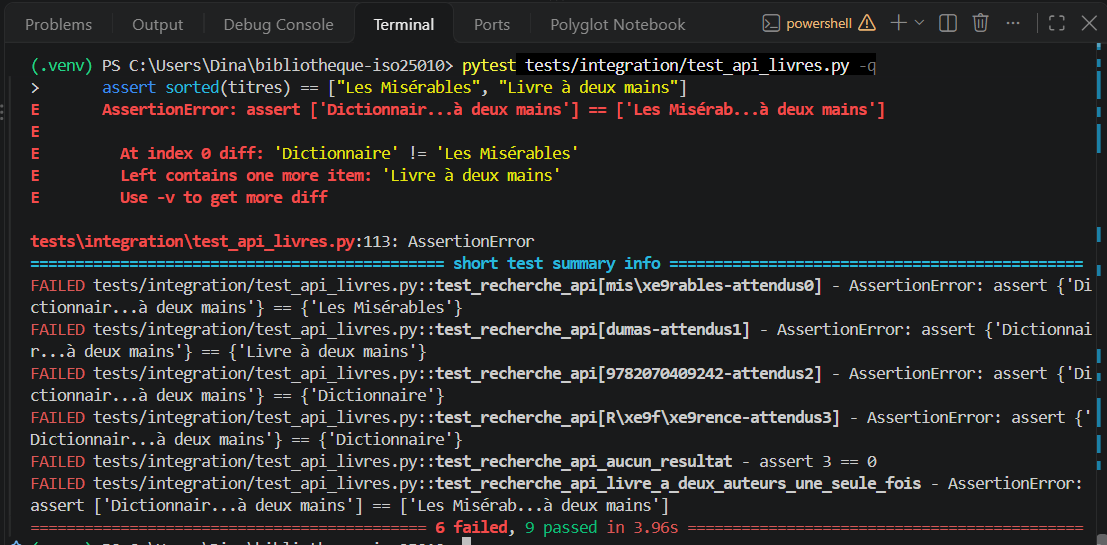 Problems Output Debug Console Terminal Ports Polyglot Notebook powershell
(.venv) PS C:\Users\Dina\bibliotheque-iso25010> pytest tests/integration/test_api_livres.py -q
> assert sorted(titres) == ["Les Misérables", "Livre à deux mains"]
E AssertionError: assert ['Dictionnair...à deux mains'] == ['Les Misérab...à deux mains']
E
E At index 0 diff: 'Dictionnaire' != 'Les Misérables'
E Left contains one more item: 'Livre à deux mains'
E Use -v to get more diff
tests\integration\test_api_livres.py:113: AssertionError
============================================= short test summary info =============================================
FAILED tests/integration/test_api_livres.py::test_recherche_api[mis\xe9rables-attendus0] - AssertionError: assert {'Di
ctionnair...à deux mains'} == {'Les Misérables'}
FAILED tests/integration/test_api_livres.py::test_recherche_api[dumas-attendus1] - AssertionError: assert {'Dictionnai
r...à deux mains'} == {'Livre à deux mains'}
FAILED tests/integration/test_api_livres.py::test_recherche_api[9782070409242-attendus2] - AssertionError: assert {'Di
ctionnair...à deux mains'} == {'Dictionnaire'}
FAILED tests/integration/test_api_livres.py::test_recherche_api[R\xe9f\xe9rence-attendus3] - AssertionError: assert {'
Dictionnair...à deux mains'} == {'Dictionnaire'}
FAILED tests/integration/test_api_livres.py::test_recherche_api_aucun_resultat - assert 3 == 0
FAILED tests/integration/test_api_livres.py::test_recherche_api_livre_a_deux_auteurs_une_seule_fois - AssertionError:
assert ['Dictionnair...à deux mains'] == ['Les Misérab...à deux mains']
=========================================== 6 failed, 9 passed in 3.96s ===========================================